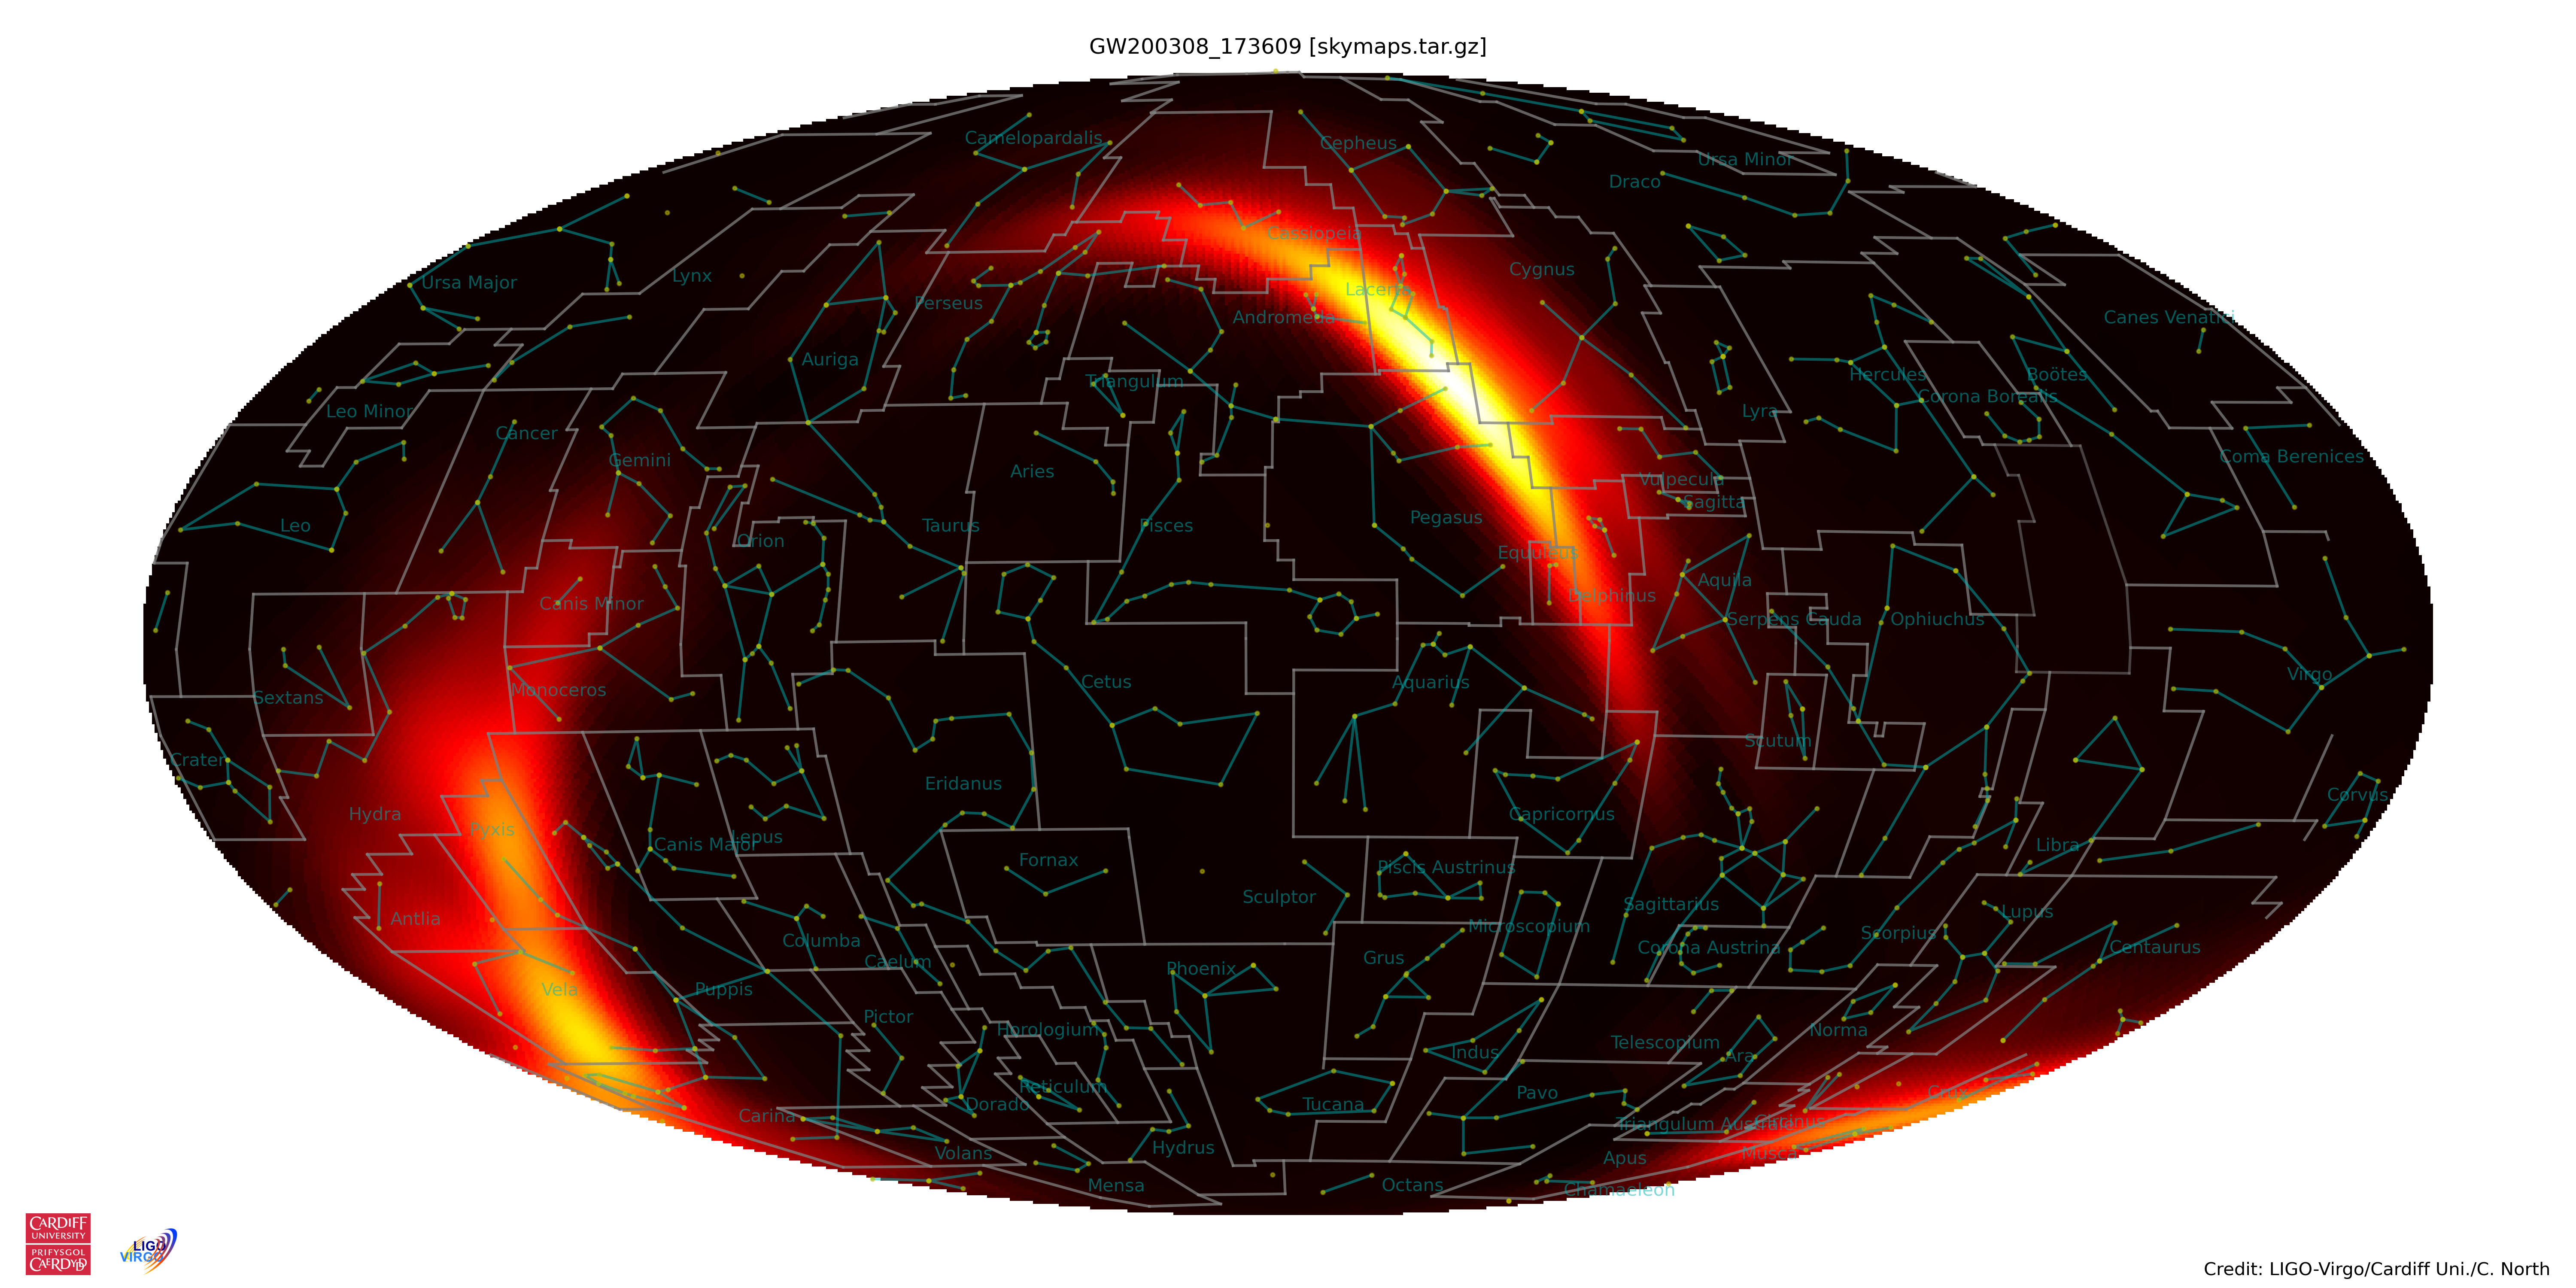 GW200308_173609 [skymaps.tar.gz]
Camelopardalis
Cepheus
Ursa Minor
Draco
Cassiopeia
Ursa Major
Lynx
Cygnus
Perseus
Lacerta
Andromeda
Canes Venatici
Auriga
Triangulum
Hercules
Boötes
Corona Borealis
Leo Minor
Lyra
Cancer
Gemini
Aries
Coma Berenices
Vulpecula
Sagitta
Leo
Orion
Taurus
Pisces
Pegasus
Equuleus
Aquila
Canis Minor
Delphinus
Serpens Cauda
Ophiuchus
Sextans
Monoceros
Cetus
Aquarius
Virgo
Scutum
Crater
Eridanus
Corvus
Hydra
Pyxis
Capricornus
Canis Major
Lepus
Libra
Fornax
Piscis Austrinus
Sculptor
Antlia
Sagittarius
Lupus
Microscopium
Columba
Corona Austrina
Scorpius
Centaurus
Caelum
Phoenix
Grus
Vela
Puppis
Pictor
Horologium
Norma
Telescopium
Indus
Ara
Reticulum
Pavo
Crux
Dorado
Tucana
Carina
Triangulum Australe
Circinus
Hydrus
Volans
Musca
Apus
Mensa
Octans
Chamaeleon
CARDIFF
UNIVERSITY
PRIFYSGOL
CAERDYDD
LIGO
VIRGO
Credit: LIGO-Virgo/Cardiff Uni./C. North